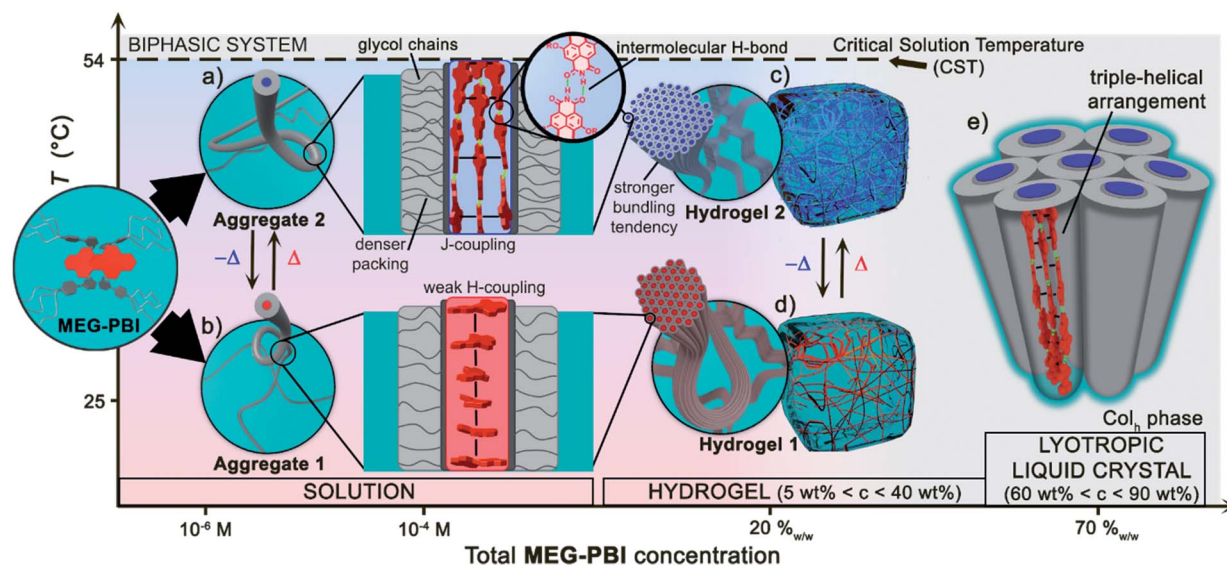 BIPHASIC SYSTEM
glycol chains
intermolecular H-bond
Critical Solution Temperature
(CST)
54
a)
c)
triple-helical
arrangement
e)
O
H
N
O
OR
RO
stronger
bundling
tendency
Hydrogel 2
Aggregate 2
denser
packing
J-coupling
T (°C)
−Δ
Δ
−Δ
Δ
MEG-PBI
weak H-coupling
b)
d)
25
Aggregate 1
Hydrogel 1
Colh phase
LYOTROPIC
LIQUID CRYSTAL
(60 wt% < c < 90 wt%)
SOLUTION
HYDROGEL (5 wt% < c < 40 wt%)
10-6 M
10-4 M
20 %w/w
70 %w/w
Total MEG-PBI concentration